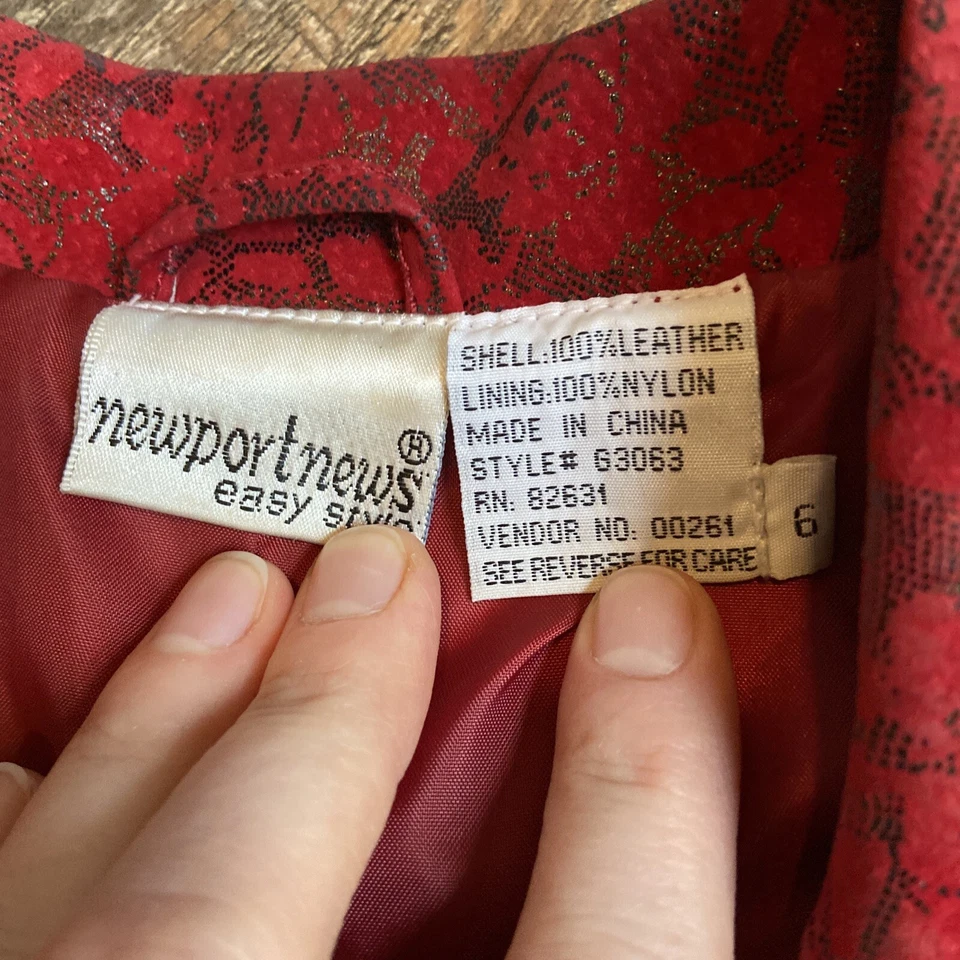 newportnews®
easy style
SHELL:100%LEATHER
LINING:100%NYLON
MADE IN CHINA
STYLE# 63063
RN. 82631
VENDOR NO: 00261
SEE REVERSE FOR CARE
6